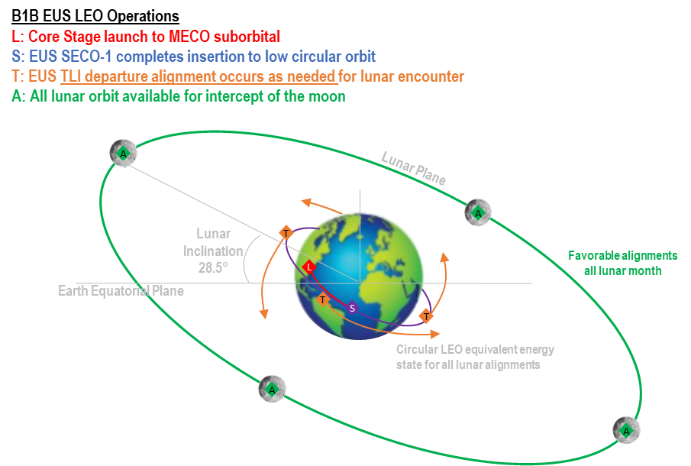 B1B EUS LEO Operations
L: Core Stage launch to MECO suborbital
S: EUS SECO-1 completes insertion to low circular orbit
T: EUS TLI departure alignment occurs as needed for lunar encounter
A: All lunar orbit available for intercept of the moon
A
Lunar Plane
A
T
Lunar
Inclination
28.5°
L
Favorable alignments
all lunar month
Earth Equatorial Plane
T
S
T
Circular LEO equivalent energy
state for all lunar alignments
A
A